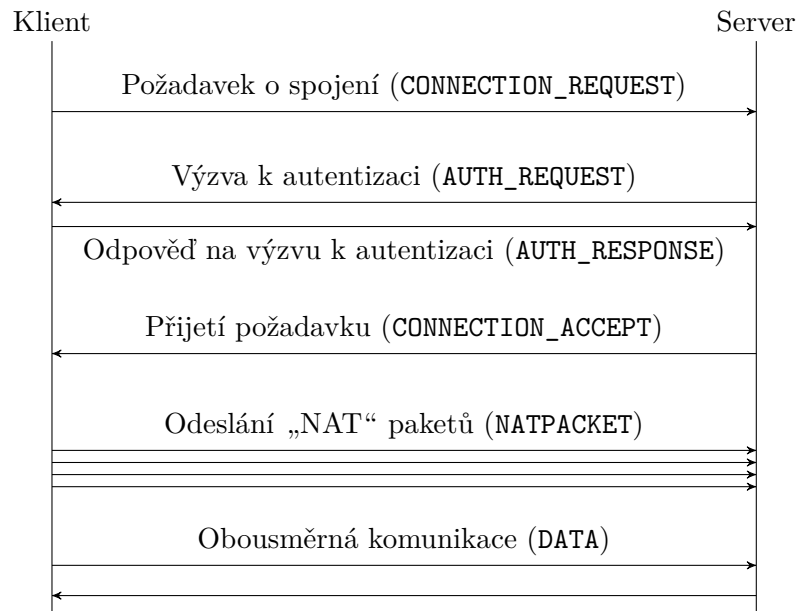 Klient
Server
Požadavek o spojení (CONNECTION_REQUEST)
Výzva k autentizaci (AUTH_REQUEST)
Odpověď na výzvu k autentizaci (AUTH_RESPONSE)
Přijetí požadavku (CONNECTION_ACCEPT)
Odeslání „NAT“ paketů (NATPACKET)
Obousměrná komunikace (DATA)